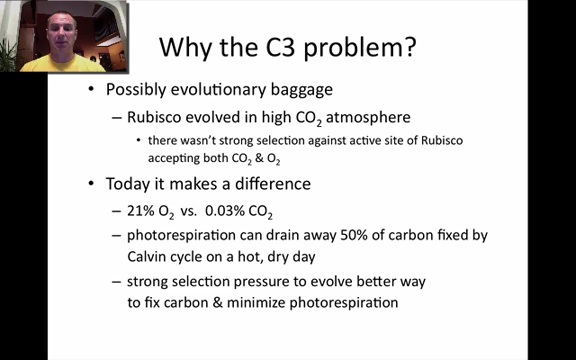 Why the C3 problem?
• Possibly evolutionary baggage
– Rubisco evolved in high CO₂ atmosphere
• there wasn't strong selection against active site of Rubisco
accepting both CO₂ & O₂
• Today it makes a difference
– 21% O₂ vs. 0.03% CO₂
– photorespiration can drain away 50% of carbon fixed by
Calvin cycle on a hot, dry day
– strong selection pressure to evolve better way
to fix carbon & minimize photorespiration